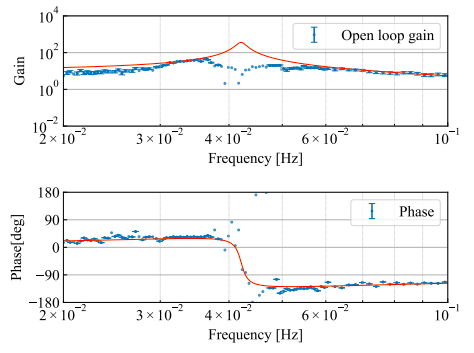 10^4
10^2
10^0
10^−2
Gain
Open loop gain
2×10^−2 3×10^−2 4×10^−2 6×10^−2 10^−1
Frequency [Hz]
180
90
0
−90
−180
Phase[deg]
Phase
2×10^−2 3×10^−2 4×10^−2 6×10^−2 10^−1
Frequency [Hz]